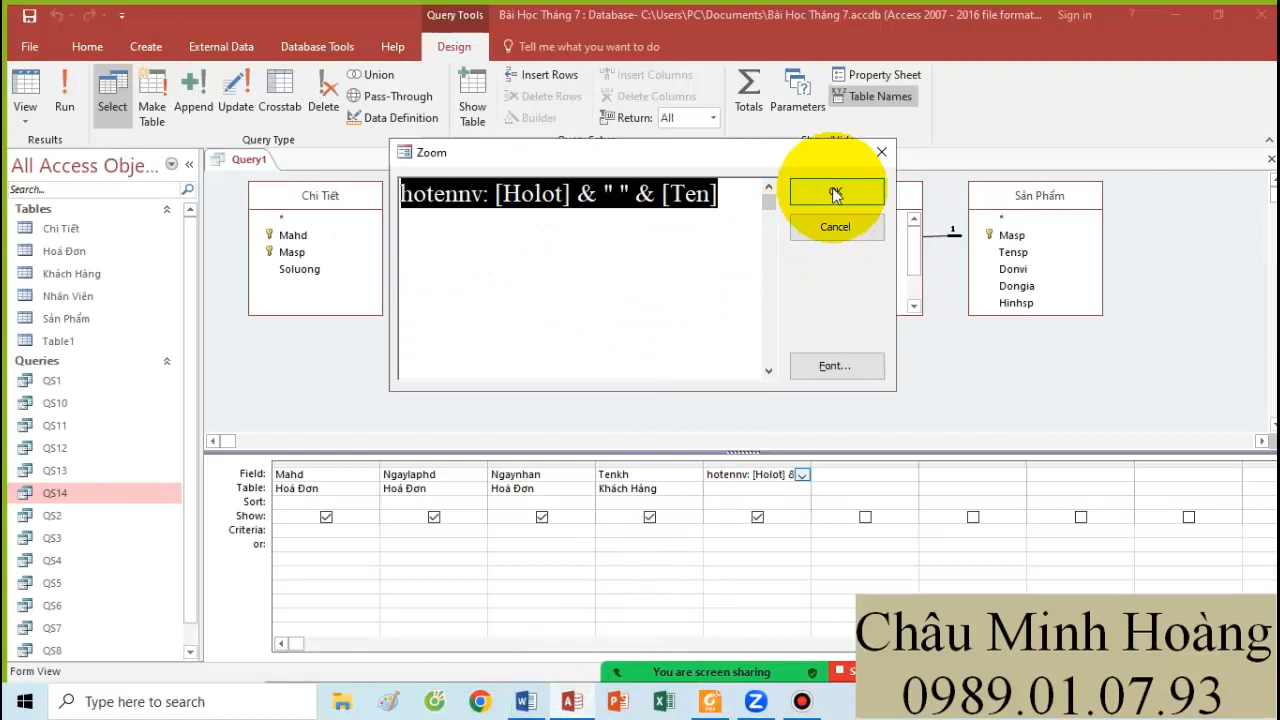 Query Tools
Bài Học Tháng 7 : Database- C:\Users\PC\Documents\Bài Học Tháng 7.accdb (Access 2007 - 2016 file format...
Sign in
File
Home
Create
External Data
Database Tools
Help
Design
Tell me what you want to do
View
Run
Select
Make Table
Append
Update
Crosstab
Delete
Union
Pass-Through
Data Definition
Show Table
Insert Rows
Delete Rows
Builder
Insert Columns
Delete Columns
Return: All
Totals
Parameters
Property Sheet
Table Names
Results
Query Type
All Access Obje...
Search...
Tables
Chi Tiết
Hoá Đơn
Khách Hàng
Nhân Viên
Sản Phẩm
Table1
Queries
QS1
QS10
QS11
QS12
QS13
QS14
QS2
QS3
QS4
QS5
QS6
QS7
QS8
Query1
Chi Tiết
*
Mahd
Masp
Soluong
Zoom
hotennv: [Holot] & " " & [Ten]
OK
Cancel
Font...
1
Sản Phẩm
*
Masp
Tensp
Donvi
Dongia
Hinhsp
Field: Mahd Ngaylaphd Ngaynhan Tenkh hotennv: [Holot] &
Table: Hoá Đơn Hoá Đơn Hoá Đơn Khách Hàng
Sort:
Show:
Criteria:
or:
Châu Minh Hoàng
0989.01.07.93
Form View
You are screen sharing
Type here to search